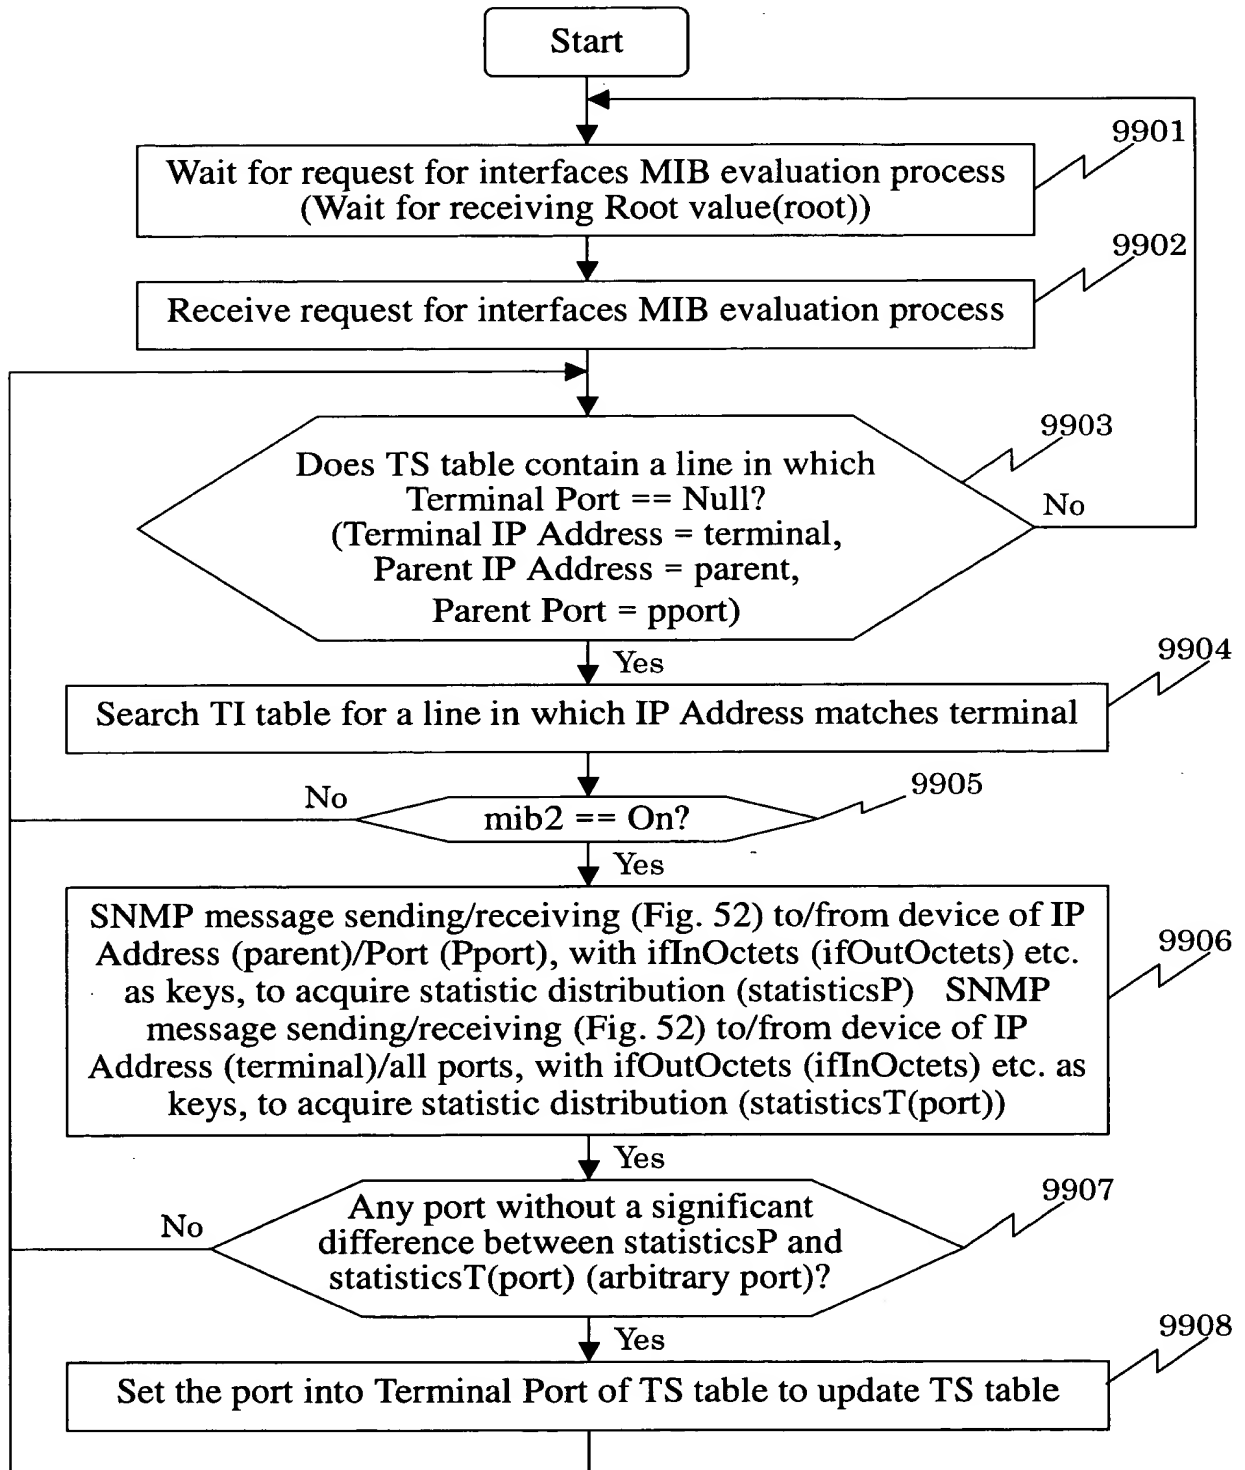 Start
9901
Wait for request for interfaces MIB evaluation process
(Wait for receiving Root value(root))
9902
Receive request for interfaces MIB evaluation process
9903
Does TS table contain a line in which
Terminal Port == Null?
(Terminal IP Address = terminal,
Parent IP Address = parent,
Parent Port = pport)
No
Yes
9904
Search TI table for a line in which IP Address matches terminal
9905
No
mib2 == On?
Yes
9906
SNMP message sending/receiving (Fig. 52) to/from device of IP
Address (parent)/Port (Pport), with ifInOctets (ifOutOctets) etc.
as keys, to acquire statistic distribution (statisticsP) SNMP
message sending/receiving (Fig. 52) to/from device of IP
Address (terminal)/all ports, with ifOutOctets (ifInOctets) etc. as
keys, to acquire statistic distribution (statisticsT(port))
Yes
9907
No
Any port without a significant
difference between statisticsP and
statisticsT(port) (arbitrary port)?
Yes
9908
Set the port into Terminal Port of TS table to update TS table